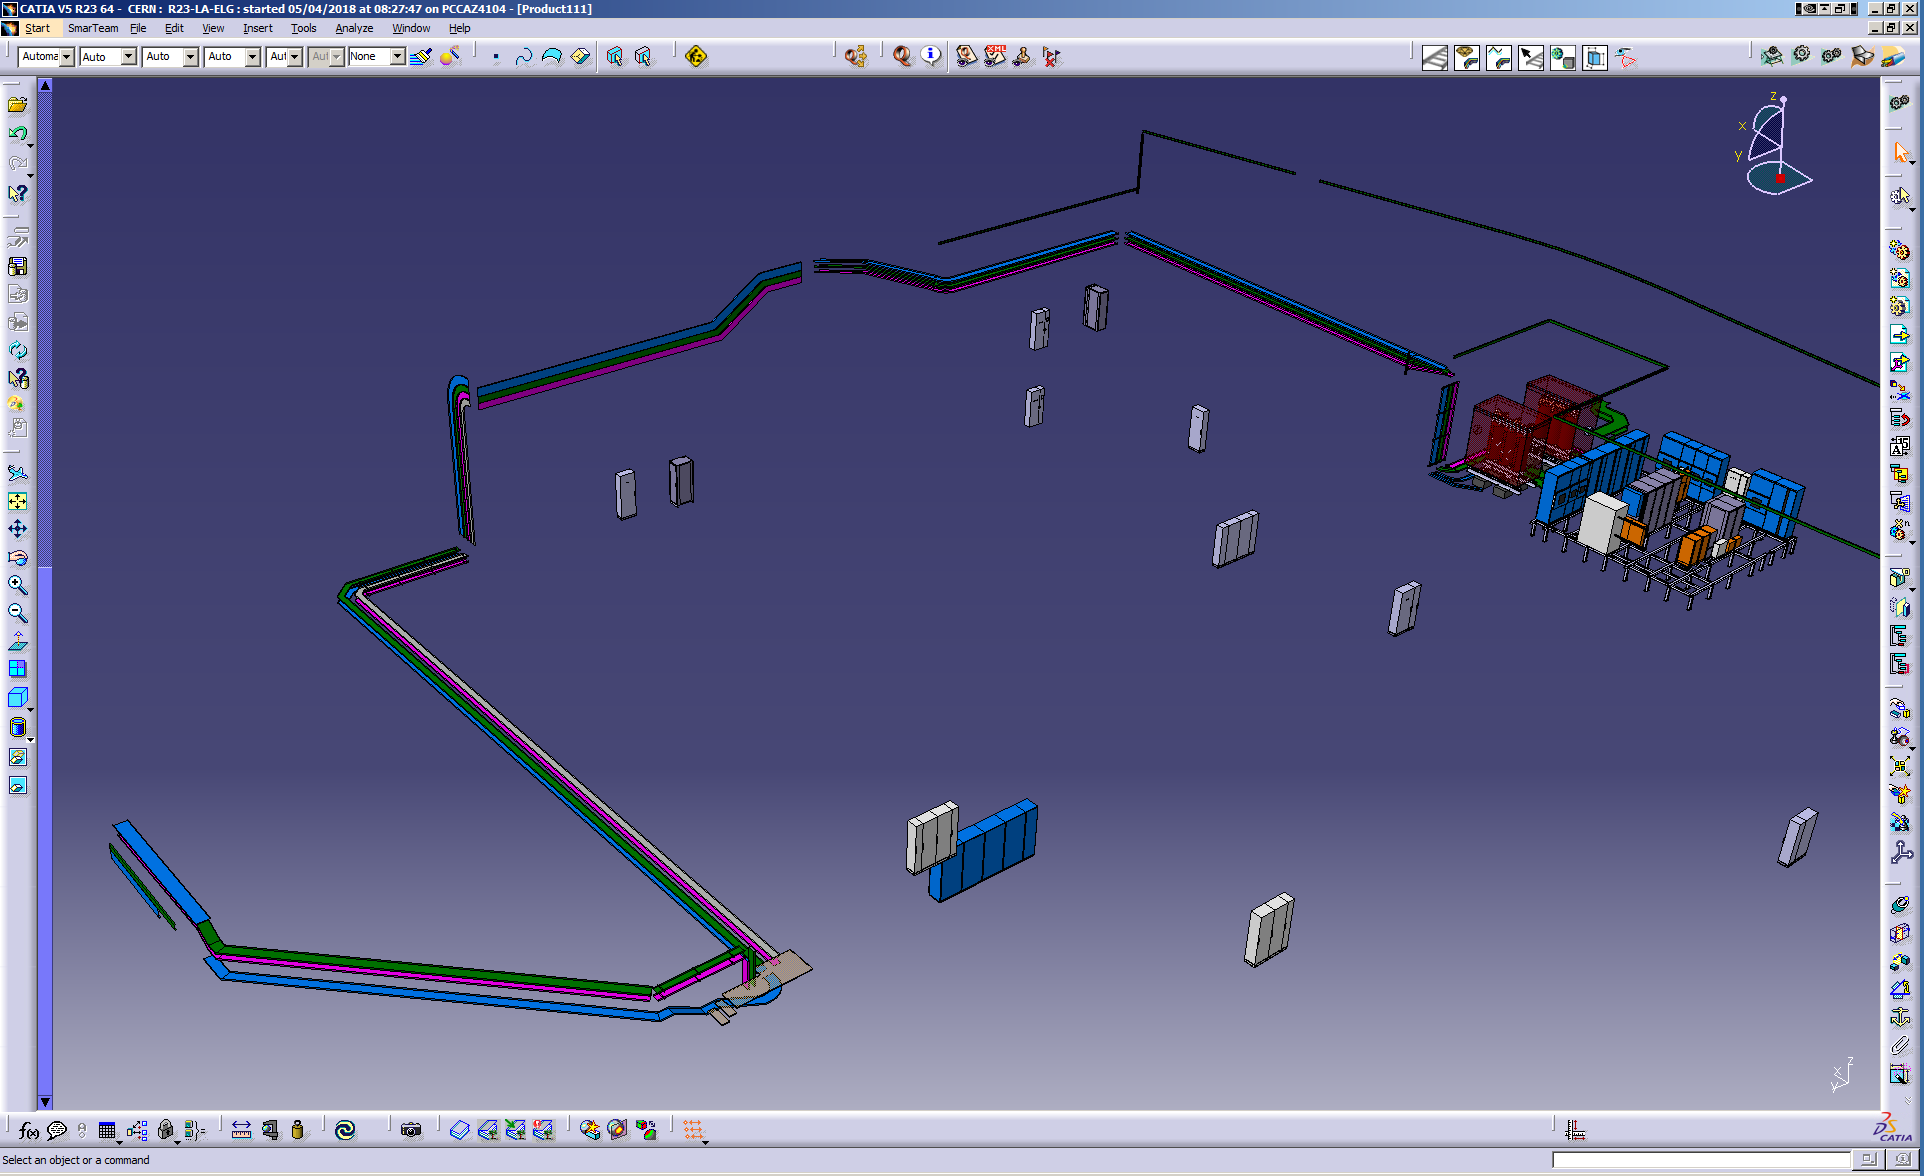 CATIA V5 R23 64 - CERN : R23-LA-ELG : started 05/04/2018 at 08:27:47 on PCCAZ4104 - [Product111]
Start SmarTeam File Edit View Insert Tools Analyze Window Help
Automa Auto Auto Auto Aut Aut None
z
x
y
z
x
y
f(x)
DS CATIA
Select an object or a command